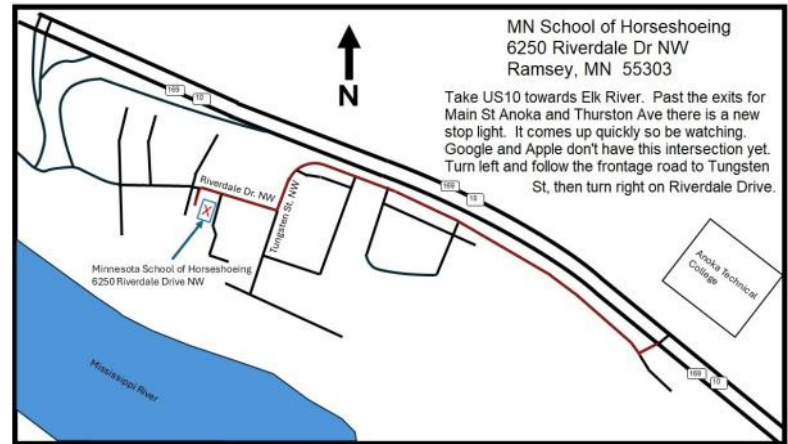 MN School of Horseshoeing
6250 Riverdale Dr NW
Ramsey, MN 55303
Take US10 towards Elk River. Past the exits for
Main St Anoka and Thurston Ave there is a new
stop light. It comes up quickly so be watching.
Google and Apple don't have this intersection yet.
Turn left and follow the frontage road to Tungsten
St, then turn right on Riverdale Drive.
N
169
10
169
10
Riverdale Dr. NW
Tungsten St. NW
X
Minnesota School of Horseshoeing
6250 Riverdale Drive NW
Anoka Technical
College
Mississippi River
169
10